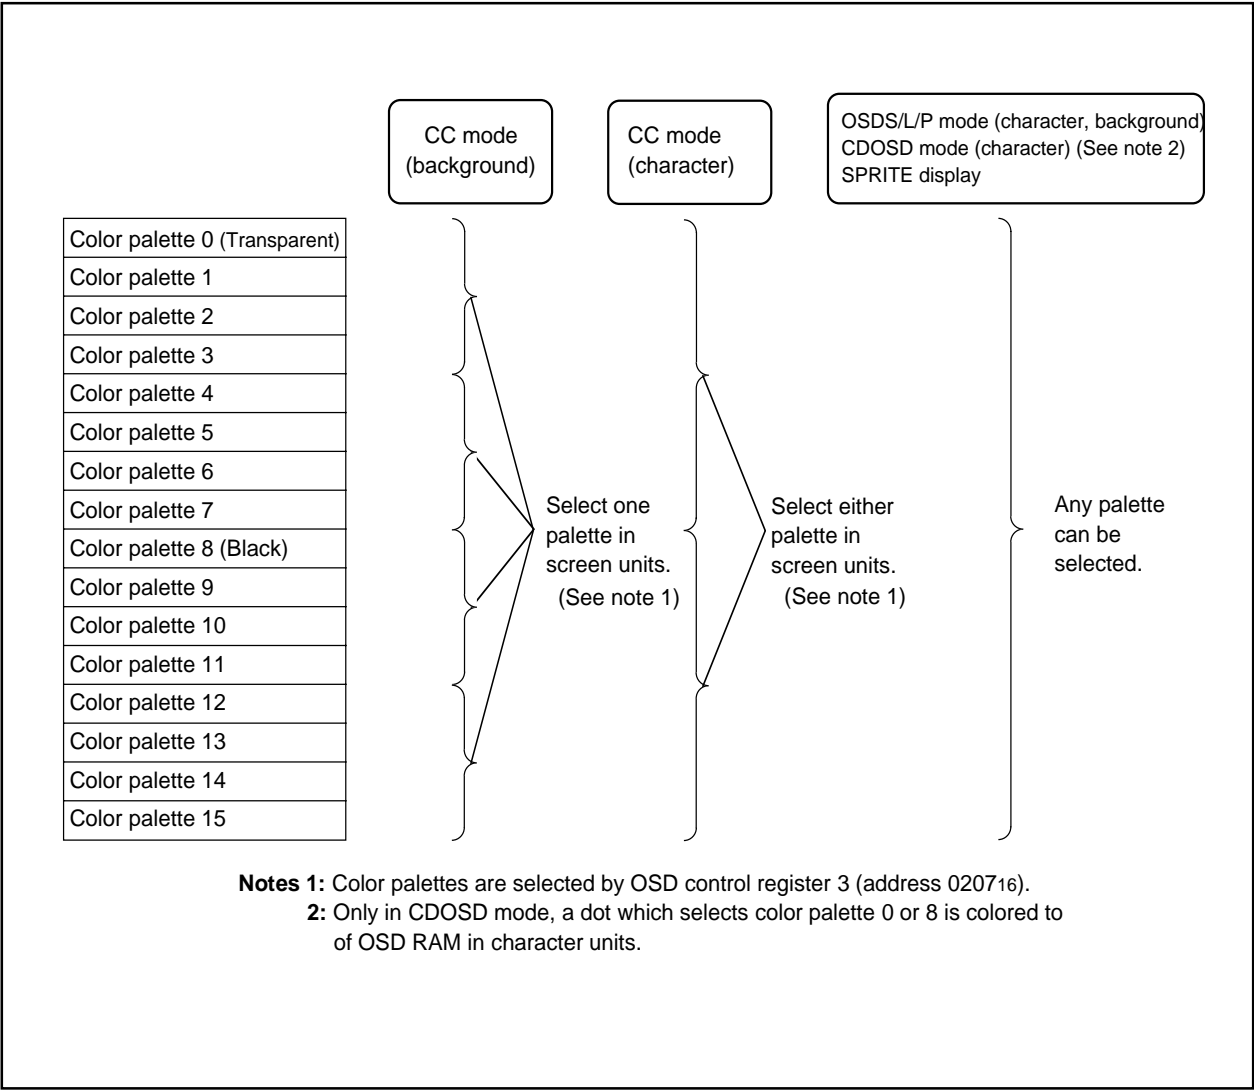 CC mode
(background)
CC mode
(character)
OSDS/L/P mode (character, background)
CDOSD mode (character) (See note 2)
SPRITE display
Color palette 0 (Transparent)
Color palette 1
Color palette 2
Color palette 3
Color palette 4
Color palette 5
Color palette 6
Color palette 7
Color palette 8 (Black)
Color palette 9
Color palette 10
Color palette 11
Color palette 12
Color palette 13
Color palette 14
Color palette 15
Select one
palette in
screen units.
(See note 1)
Select either
palette in
screen units.
(See note 1)
Any palette
can be
selected.
Notes 1: Color palettes are selected by OSD control register 3 (address 020716).
2: Only in CDOSD mode, a dot which selects color palette 0 or 8 is colored to
of OSD RAM in character units.